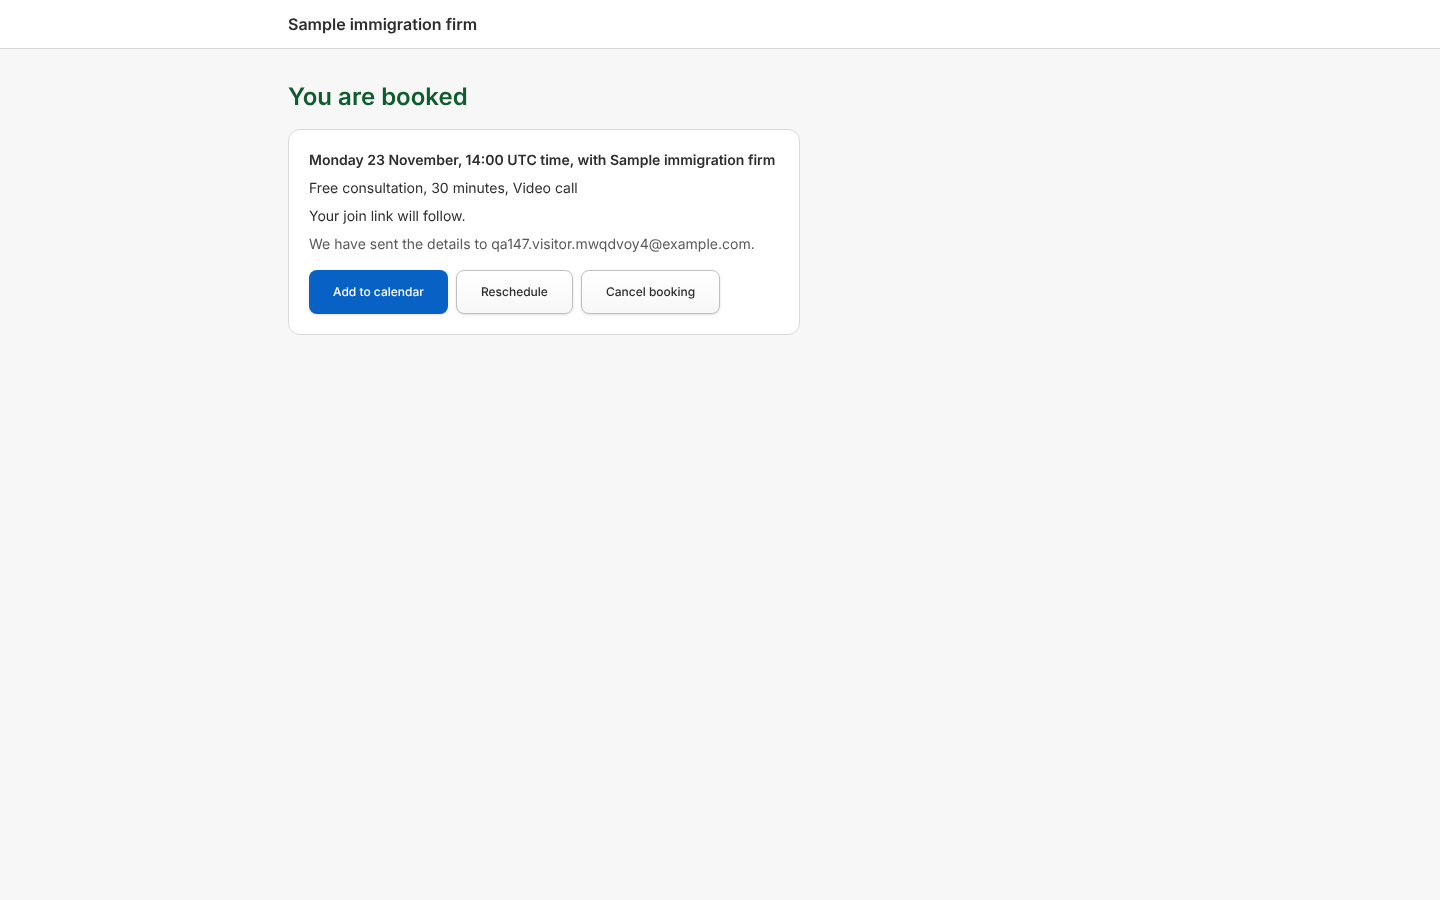 Sample immigration firm
You are booked
Monday 23 November, 14:00 UTC time, with Sample immigration firm
Free consultation, 30 minutes, Video call
Your join link will follow.
We have sent the details to qa147.visitor.mwqdvoy4@example.com.
Add to calendar
Reschedule
Cancel booking